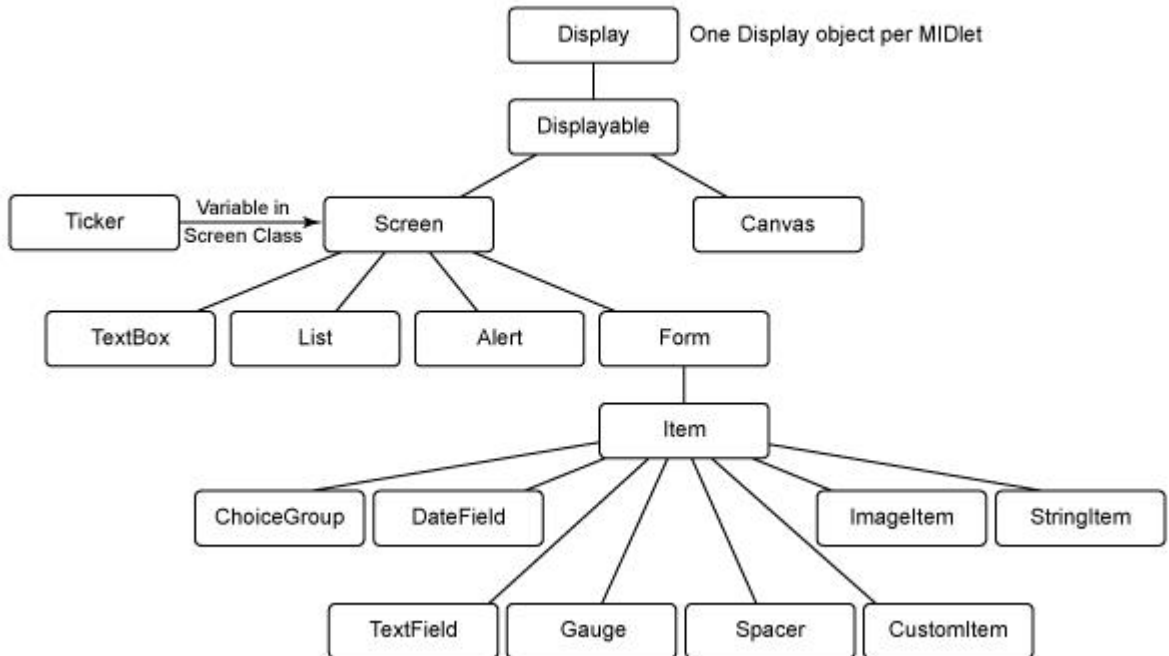 Display
One Display object per MIDlet
Displayable
Ticker
Variable in
Screen Class
Screen
Canvas
TextBox
List
Alert
Form
Item
ChoiceGroup
DateField
ImageItem
StringItem
TextField
Gauge
Spacer
CustomItem